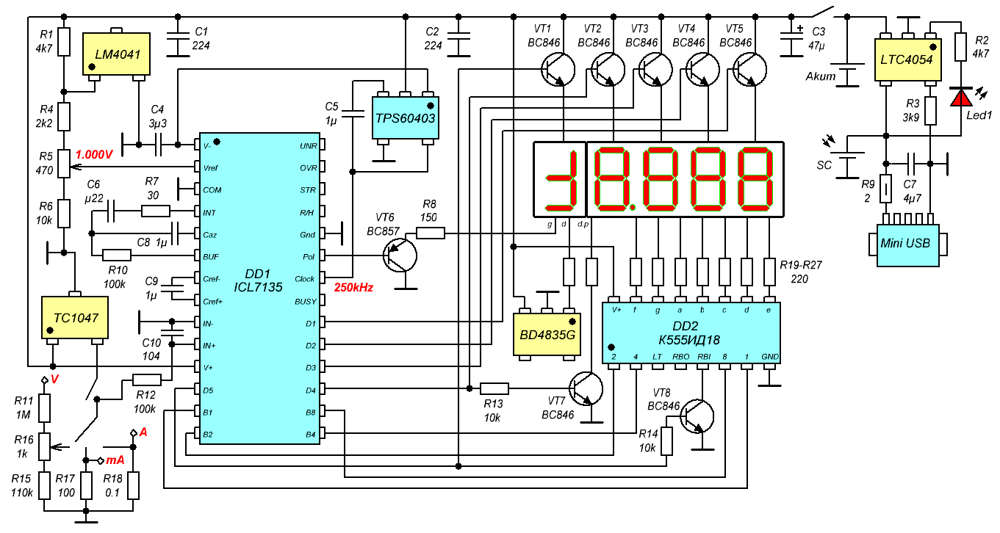 R1
4k7
LM4041
C1
224
C2
224
VT1
BC846
VT2
BC846
VT3
BC846
VT4
BC846
VT5
BC846
+
C3
47µ
Akum
LTC4054
R2
4k7
Led1
R3
3k9
R4
2k2
C4
3µ3
C5
1µ
TPS60403
R5
470
1.000V
R6
10k
C6
µ22
R7
30
C8 1µ
R10
100k
C9
1µ
C10
104
DD1
ICL7135
V-
Vref
COM
INT
Caz
BUF
Cref-
Cref+
IN-
IN+
V+
D5
B1
B2
UNR
OVR
STR
R/H
Gnd
Pol
Clock
BUSY
D1
D2
D3
D4
B8
B4
250kHz
VT6
BC857
R8
150
g d d.p
SC
R9
2
C7
4µ7
Mini USB
R19-R27
220
TC1047
BD4835G
V+ f g a b c d e
DD2
К555ИД18
2 4 LT RBO RBI 8 1 GND
V
R11
1M
R12
100k
R16
1k
A
mA
R15
110k
R17
100
R18
0.1
R13
10k
VT7
BC846
VT8
BC846
R14
10k